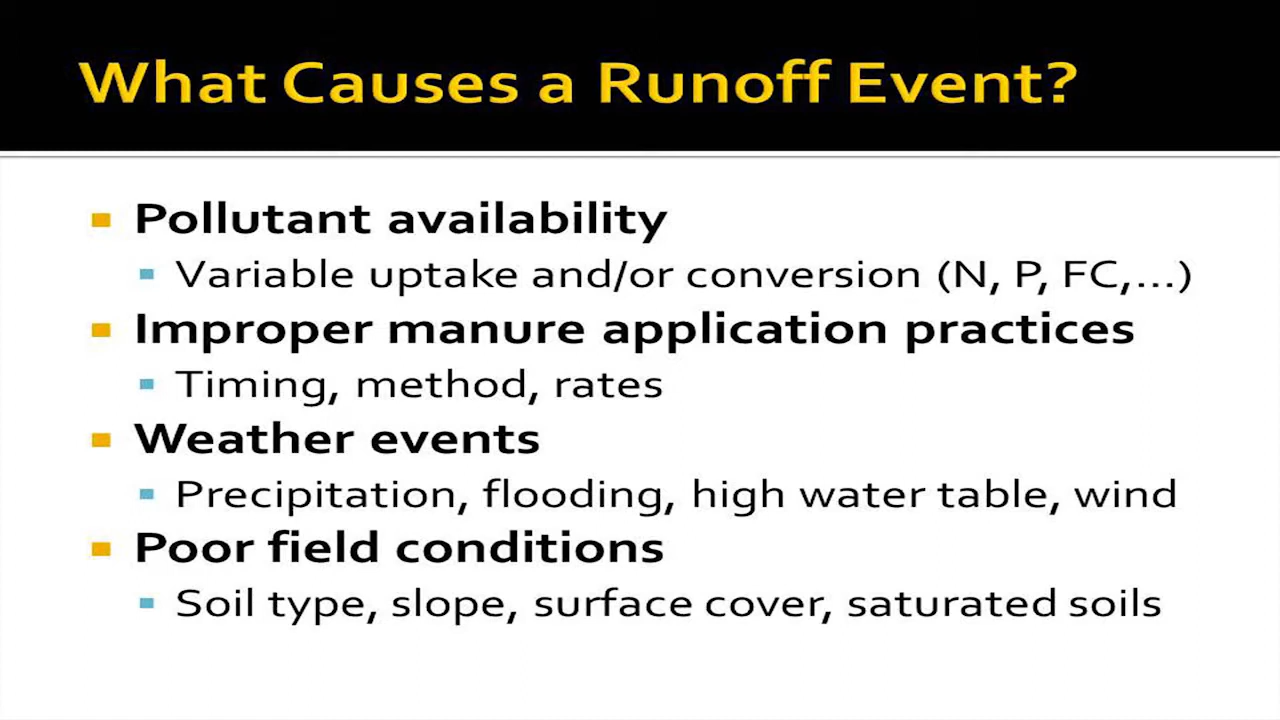 What Causes a Runoff Event?
Pollutant availability
Variable uptake and/or conversion (N, P, FC,...)
Improper manure application practices
Timing, method, rates
Weather events
Precipitation, flooding, high water table, wind
Poor field conditions
Soil type, slope, surface cover, saturated soils